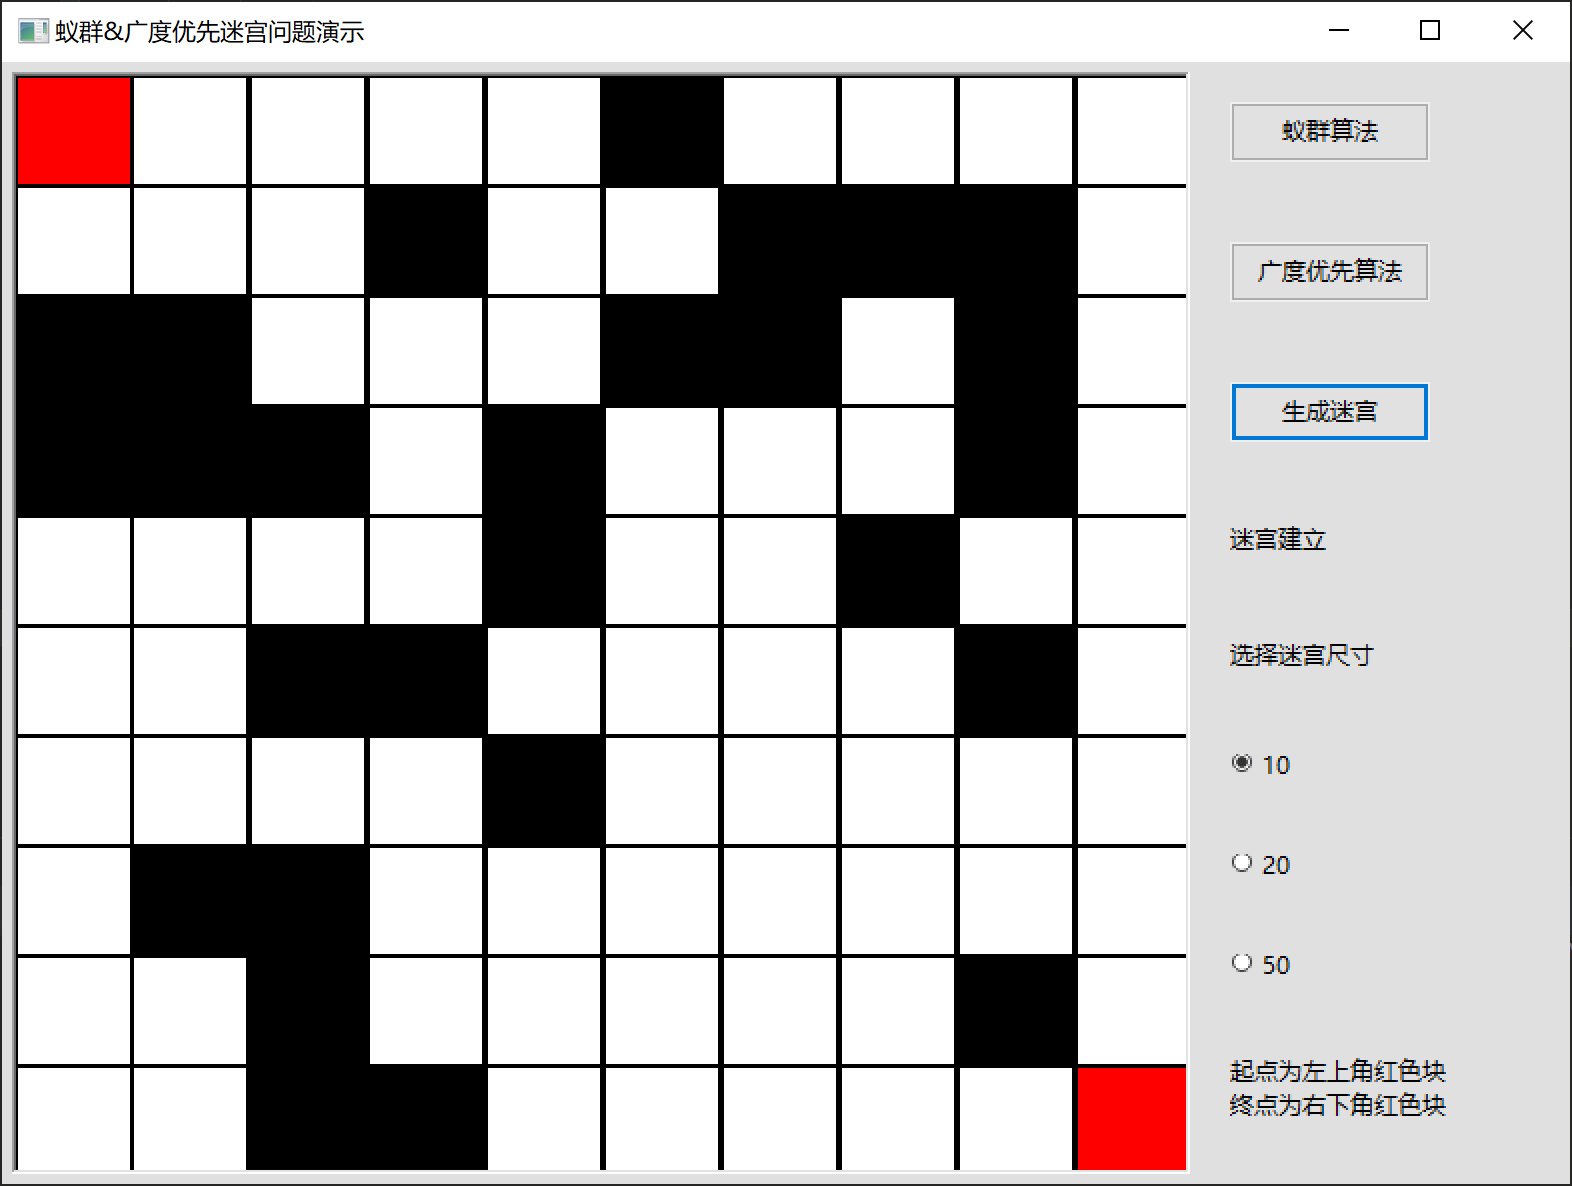 蚁群&广度优先迷宫问题演示
蚁群算法
广度优先算法
生成迷宫
迷宫建立
选择迷宫尺寸
10
20
50
起点为左上角红色块
终点为右下角红色块